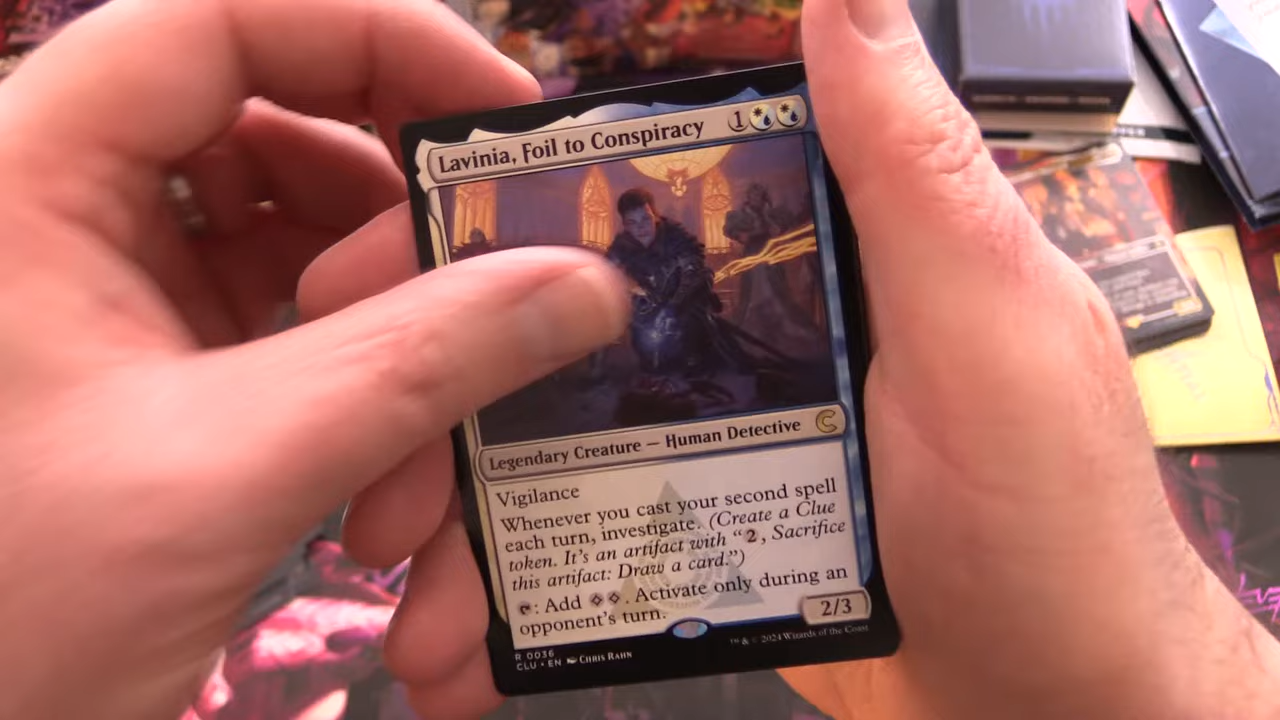 Lavinia, Foil to Conspiracy 1
Legendary Creature — Human Detective
Vigilance
Whenever you cast your second spell
each turn, investigate. (Create a Clue
token. It's an artifact with “2, Sacrifice
this artifact: Draw a card.”)
: Add . Activate only during an
opponent's turn.
2/3
R 0036
CLU • EN Chris Rahn
™ & © 2024 Wizards of the Coast